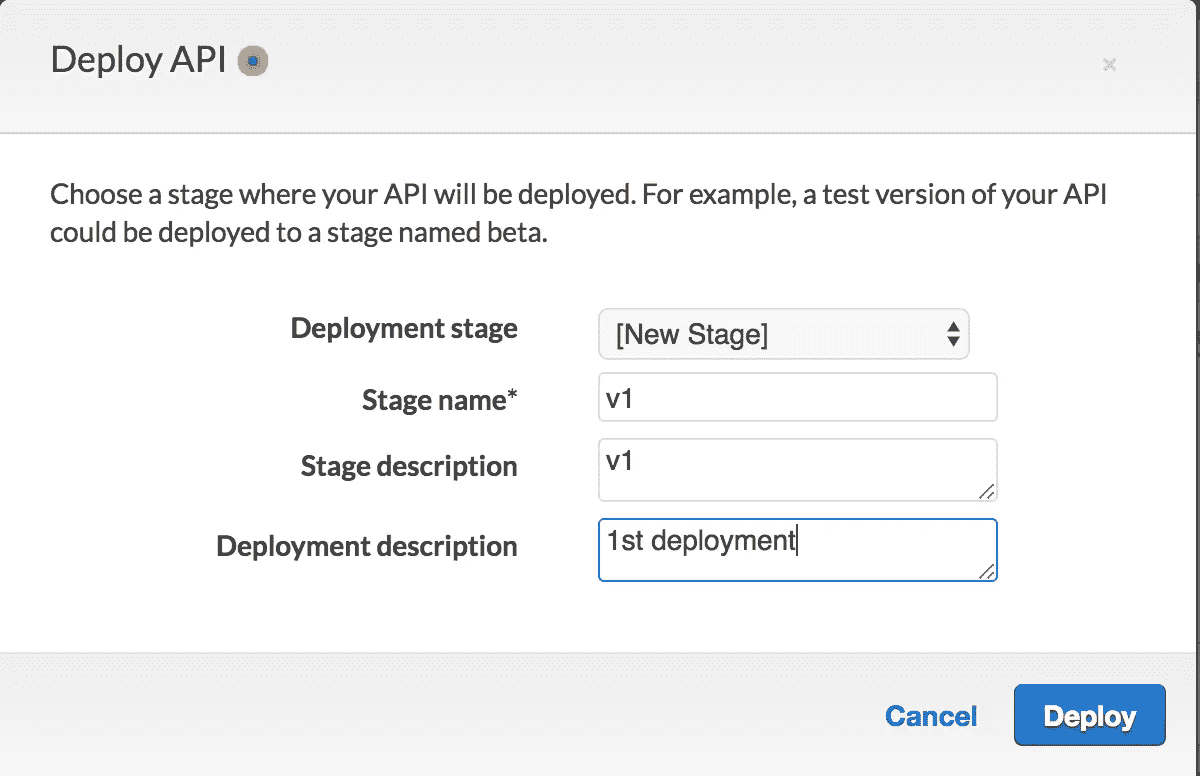 Deploy API
Choose a stage where your API will be deployed. For example, a test version of your API
could be deployed to a stage named beta.
Deployment stage [New Stage]
Stage name* v1
Stage description v1
Deployment description 1st deployment
Cancel Deploy